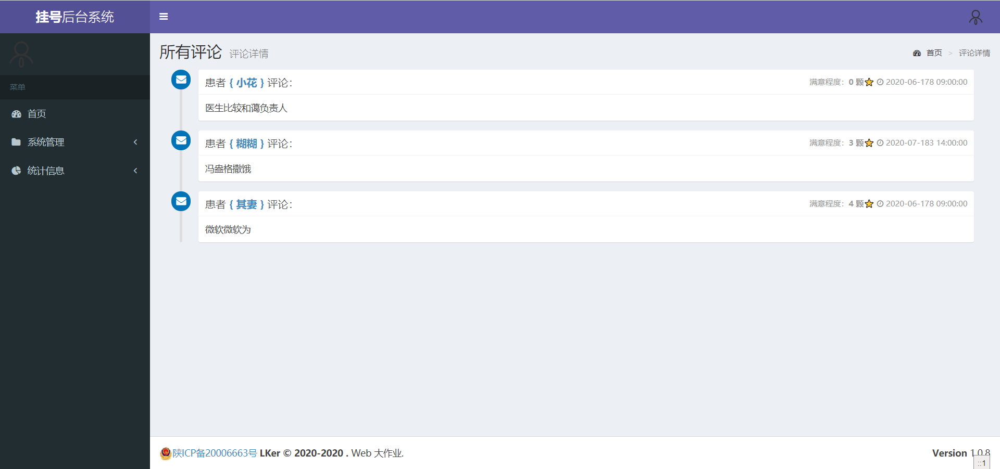 挂号后台系统
菜单
首页
系统管理
统计信息
所有评论 评论详情
首页 > 评论详情
患者 { 小花 } 评论：
满意程度：0 颗 2020-06-178 09:00:00
医生比较和蔼负责人
患者 { 糊糊 } 评论：
满意程度：3 颗 2020-07-183 14:00:00
冯盎格撒饿
患者 { 其妻 } 评论：
满意程度：4 颗 2020-06-178 09:00:00
微软微软为
陕ICP备20006663号 LKer © 2020-2020 . Web 大作业.
Version 1.0.8
::1